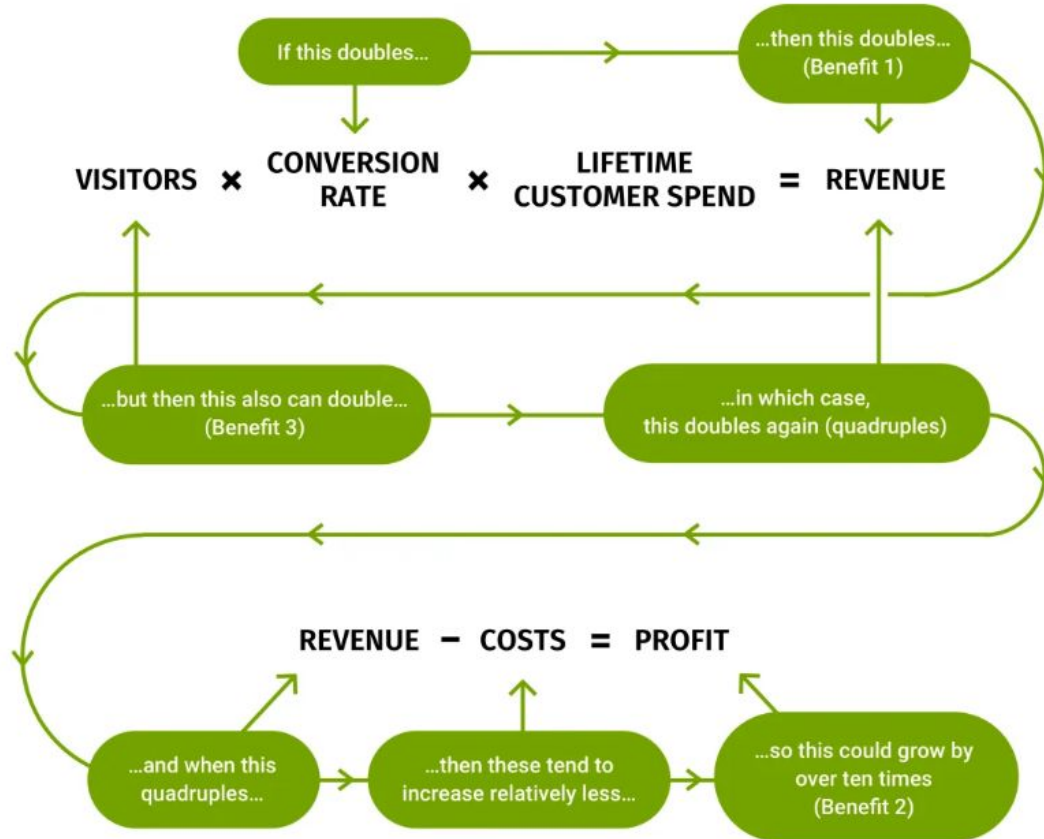 If this doubles…
…then this doubles…
(Benefit 1)
VISITORS × CONVERSION RATE × LIFETIME CUSTOMER SPEND = REVENUE
…but then this also can double…
(Benefit 3)
…in which case,
this doubles again (quadruples)
REVENUE – COSTS = PROFIT
…and when this
quadruples…
…then these tend to
increase relatively less…
…so this could grow by
over ten times
(Benefit 2)